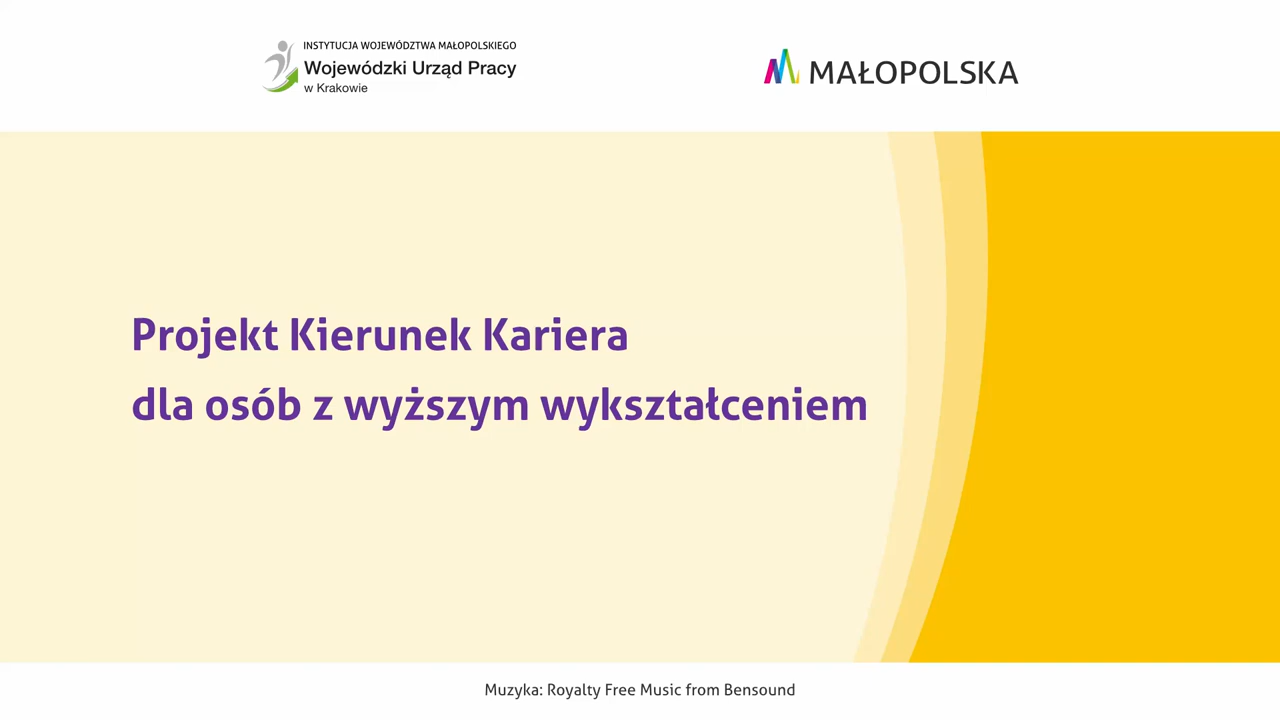 INSTYTUCJA WOJEWÓDZTWA MAŁOPOLSKIEGO
Wojewódzki Urząd Pracy
w Krakowie
MAŁOPOLSKA
Projekt Kierunek Kariera
dla osób z wyższym wykształceniem
Muzyka: Royalty Free Music from Bensound